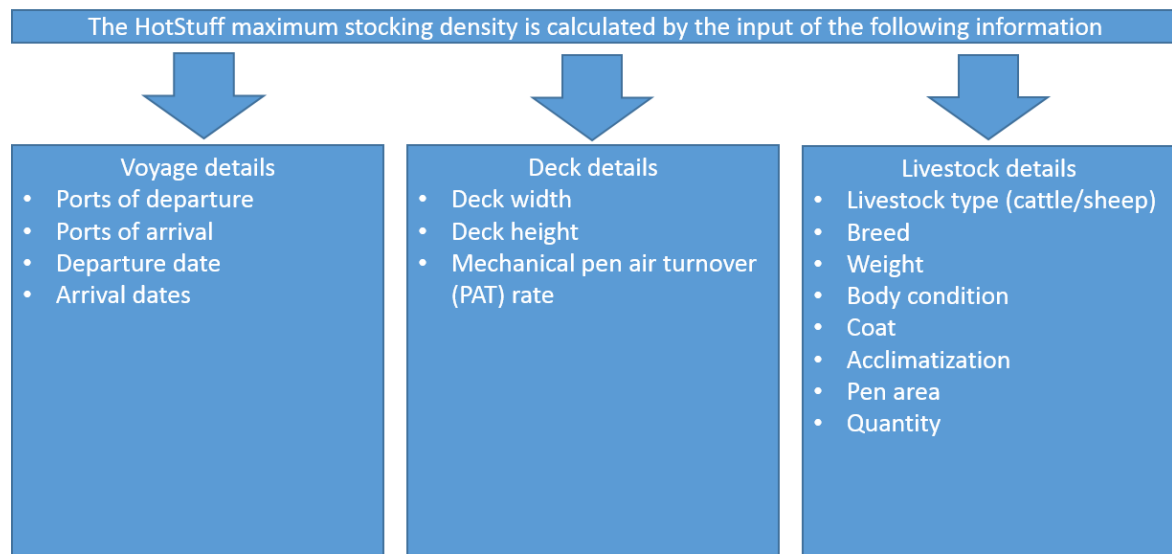 The HotStuff maximum stocking density is calculated by the input of the following information
Voyage details
• Ports of departure
• Ports of arrival
• Departure date
• Arrival dates
Deck details
• Deck width
• Deck height
• Mechanical pen air turnover
(PAT) rate
Livestock details
• Livestock type (cattle/sheep)
• Breed
• Weight
• Body condition
• Coat
• Acclimatization
• Pen area
• Quantity